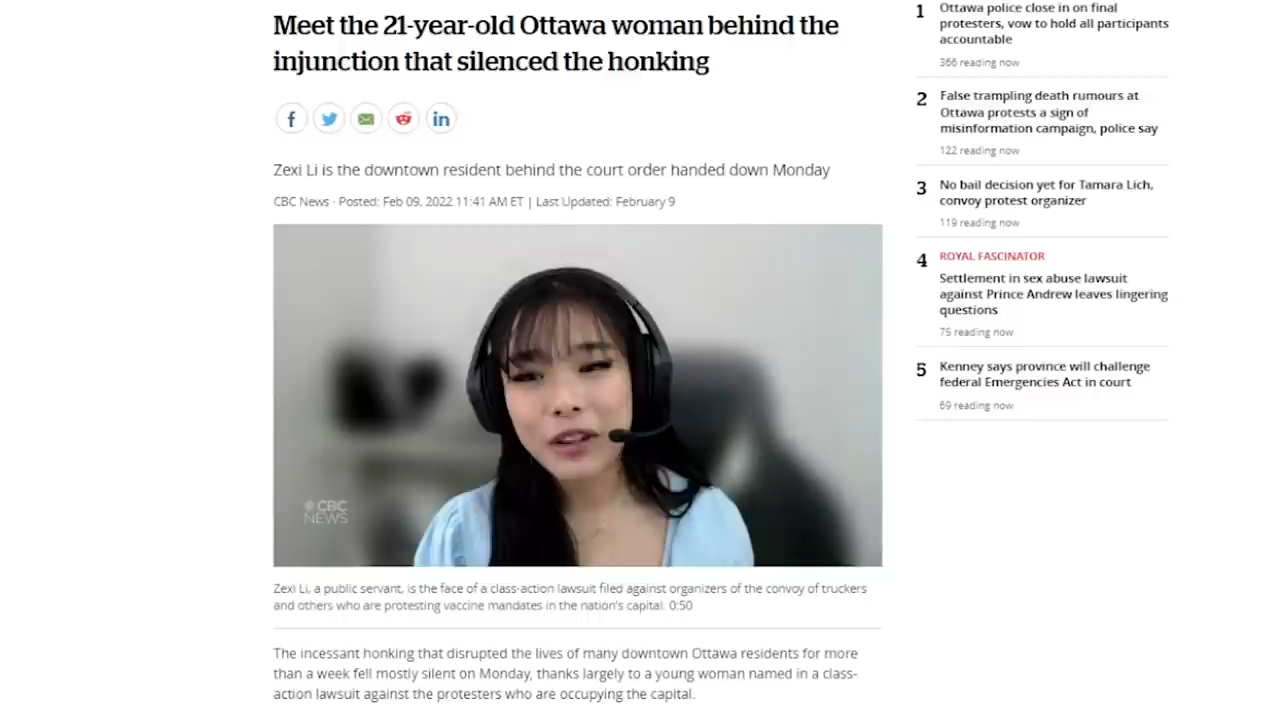 Meet the 21-year-old Ottawa woman behind the
injunction that silenced the honking
Zexi Li is the downtown resident behind the court order handed down Monday
CBC News · Posted: Feb 09, 2022 11:41 AM ET | Last Updated: February 9
CBC
NEWS
Zexi Li, a public servant, is the face of a class-action lawsuit filed against organizers of the convoy of truckers
and others who are protesting vaccine mandates in the nation's capital. 0:50
The incessant honking that disrupted the lives of many downtown Ottawa residents for more
than a week fell mostly silent on Monday, thanks largely to a young woman named in a class-
action lawsuit against the protesters who are occupying the capital.
1 Ottawa police close in on final
protesters, vow to hold all participants
accountable
366 reading now
2 False trampling death rumours at
Ottawa protests a sign of
misinformation campaign, police say
122 reading now
3 No bail decision yet for Tamara Lich,
convoy protest organizer
119 reading now
4 ROYAL FASCINATOR
Settlement in sex abuse lawsuit
against Prince Andrew leaves lingering
questions
75 reading now
5 Kenney says province will challenge
federal Emergencies Act in court
69 reading now